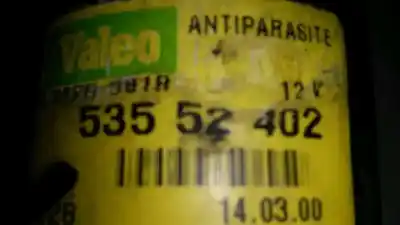 Valeo ANTIPARASITE
12 V
535 52 402
14.03.00